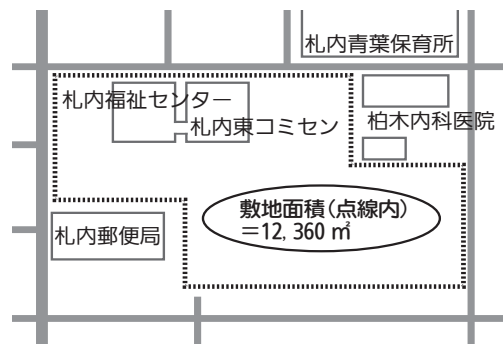 札内青葉保育所
札内福祉センター
札内東コミセン
柏木内科医院
敷地面積(点線内)
=12,360㎡
札内郵便局